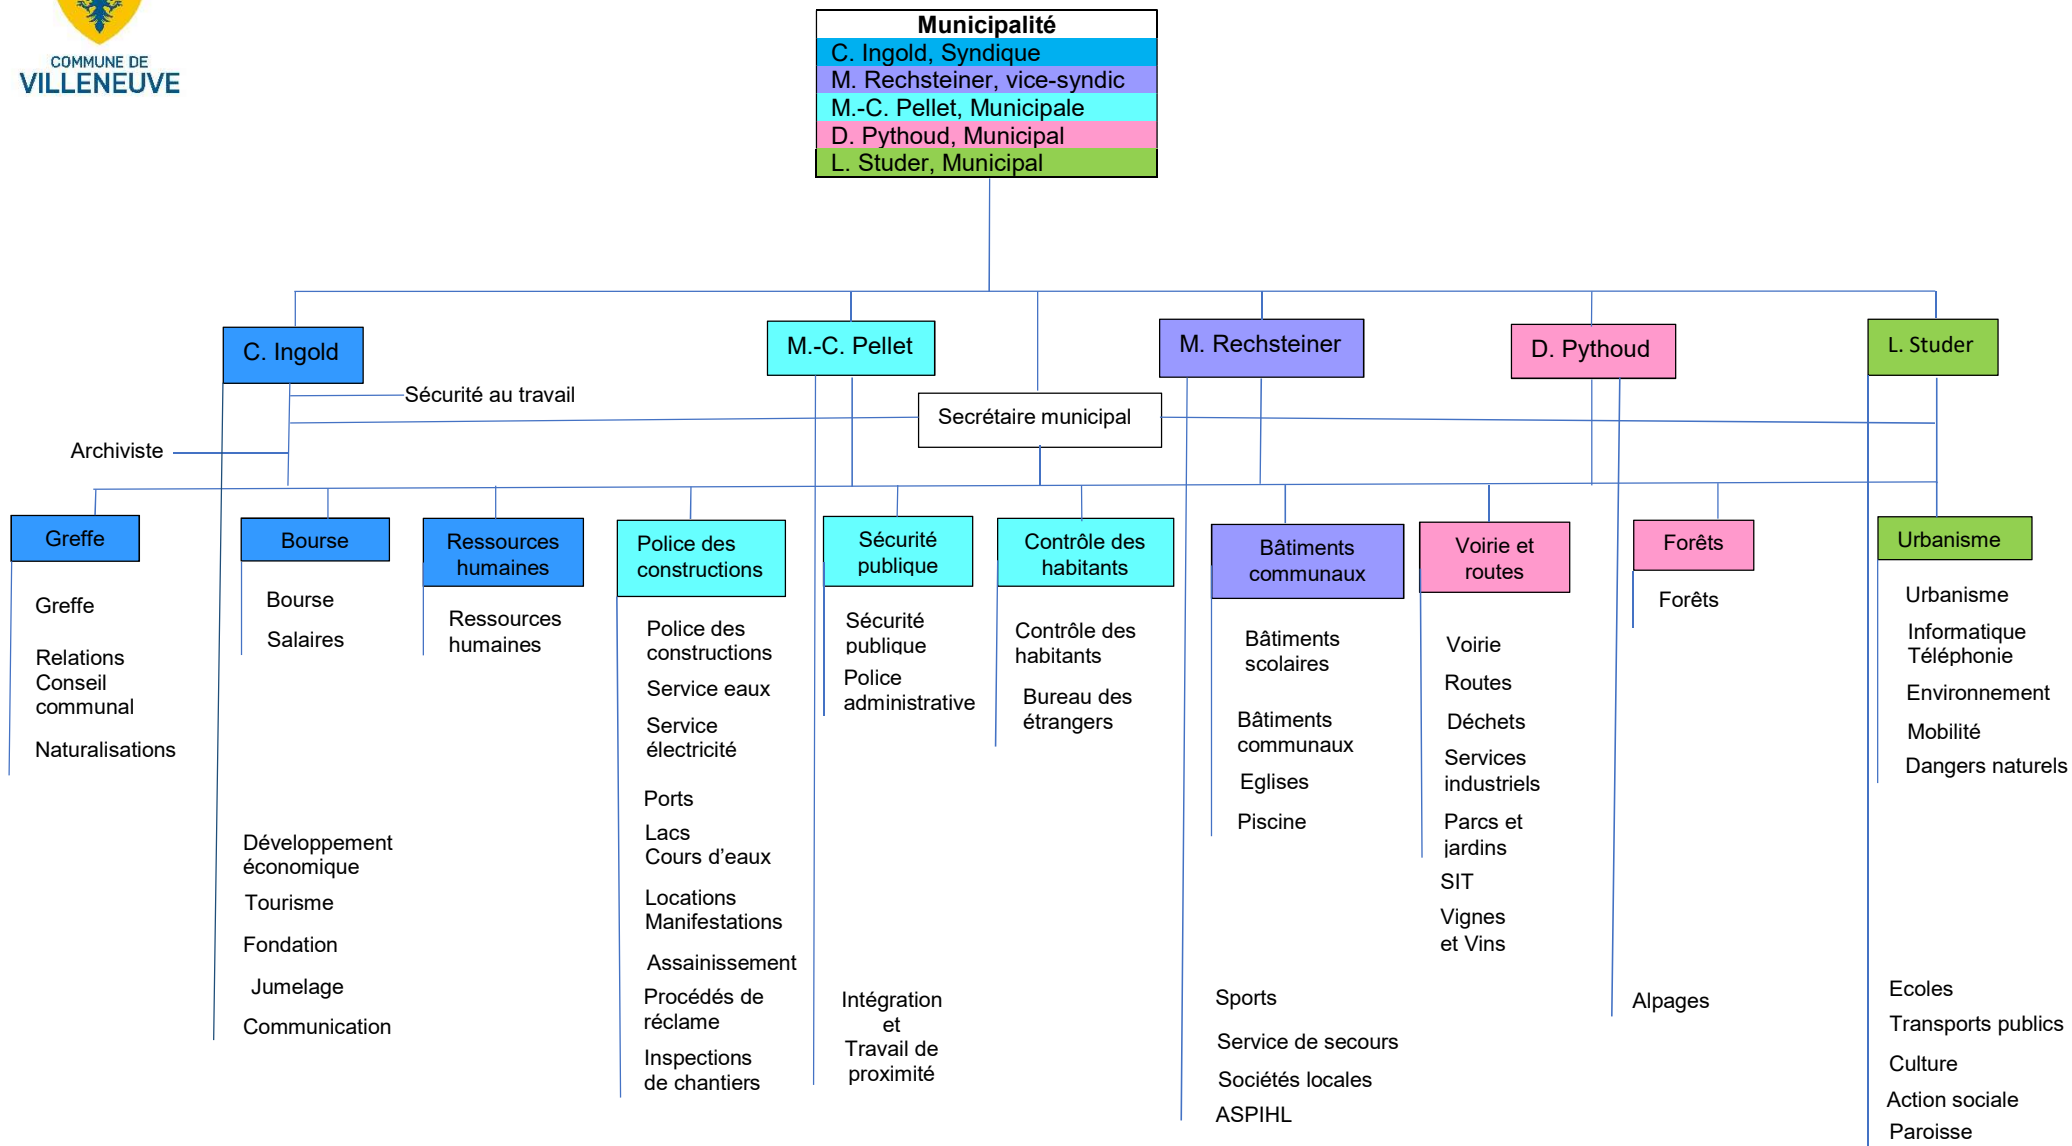 COMMUNE DE
VILLENEUVE
Municipalité
C. Ingold, Syndique
M. Rechsteiner, vice-syndic
M.-C. Pellet, Municipale
D. Pythoud, Municipal
L. Studer, Municipal
C. Ingold
M.-C. Pellet
M. Rechsteiner
D. Pythoud
L. Studer
Sécurité au travail
Secrétaire municipal
Archiviste
Greffe
Bourse
Ressources
humaines
Police des
constructions
Sécurité
publique
Contrôle des
habitants
Bâtiments
communaux
Voirie et
routes
Forêts
Urbanisme
Greffe
Relations
Conseil
communal
Naturalisations
Bourse
Salaires
Ressources
humaines
Police des
constructions
Service eaux
Service
électricité
Ports
Lacs
Cours d'eaux
Locations
Manifestations
Assainissement
Procédés de
réclame
Inspections
de chantiers
Sécurité
publique
Police
administrative
Contrôle des
habitants
Bureau des
étrangers
Bâtiments
scolaires
Bâtiments
communaux
Eglises
Piscine
Voirie
Routes
Déchets
Services
industriels
Parcs et
jardins
SIT
Vignes
et Vins
Forêts
Urbanisme
Informatique
Téléphonie
Environnement
Mobilité
Dangers naturels
Développement
économique
Tourisme
Fondation
Jumelage
Communication
Intégration
et
Travail de
proximité
Sports
Service de secours
Sociétés locales
ASPIHL
Alpages
Ecoles
Transports publics
Culture
Action sociale
Paroisse